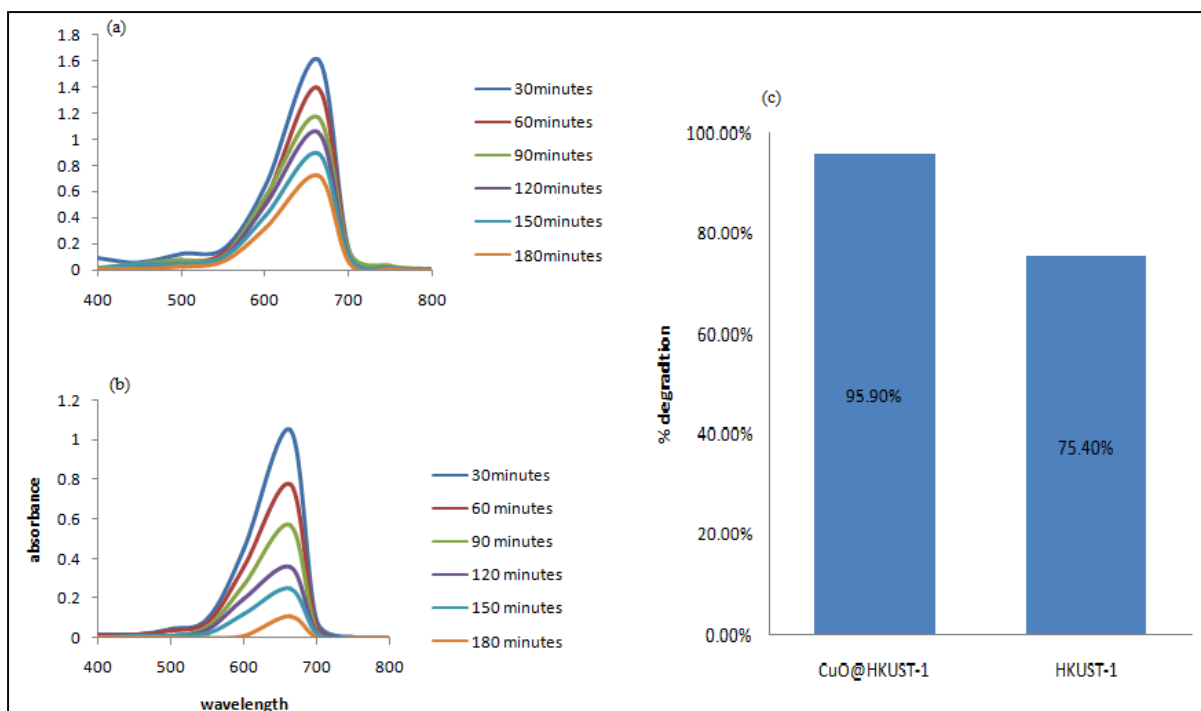 (a)
1.8
1.6
1.4
1.2
1
0.8
0.6
0.4
0.2
0
400 500 600 700 800
30minutes
60minutes
90minutes
120minutes
150minutes
180minutes
(b)
absorbance
1.2
1
0.8
0.6
0.4
0.2
0
400 500 600 700 800
wavelength
30minutes
60 minutes
90 minutes
120 minutes
150 minutes
180 minutes
(c)
% degradtion
100.00%
80.00%
60.00%
40.00%
20.00%
0.00%
95.90%
75.40%
CuO@HKUST-1 HKUST-1